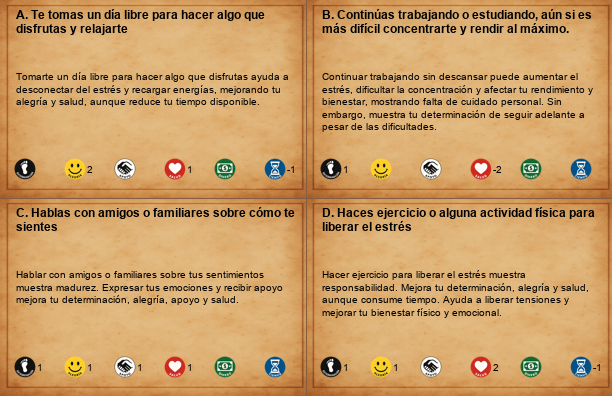 A. Te tomas un día libre para hacer algo que
disfrutas y relajarte
Tomarte un día libre para hacer algo que disfrutas ayuda a
desconectar del estrés y recargar energías, mejorando tu
alegría y salud, aunque reduce tu tiempo disponible.
2
1
-1
B. Continúas trabajando o estudiando, aún si es
más difícil concentrarte y rendir al máximo.
Continuar trabajando sin descansar puede aumentar el
estrés, dificultar la concentración y afectar tu rendimiento y
bienestar, mostrando falta de cuidado personal. Sin
embargo, muestra tu determinación de seguir adelante a
pesar de las dificultades.
1
-2
C. Hablas con amigos o familiares sobre cómo te
sientes
Hablar con amigos o familiares sobre tus sentimientos
muestra madurez. Expresar tus emociones y recibir apoyo
mejora tu determinación, alegría, apoyo y salud.
1
1
1
1
D. Haces ejercicio o alguna actividad física para
liberar el estrés
Hacer ejercicio para liberar el estrés muestra
responsabilidad. Mejora tu determinación, alegría y salud,
aunque consume tiempo. Ayuda a liberar tensiones y
mejorar tu bienestar físico y emocional.
1
1
2
-1